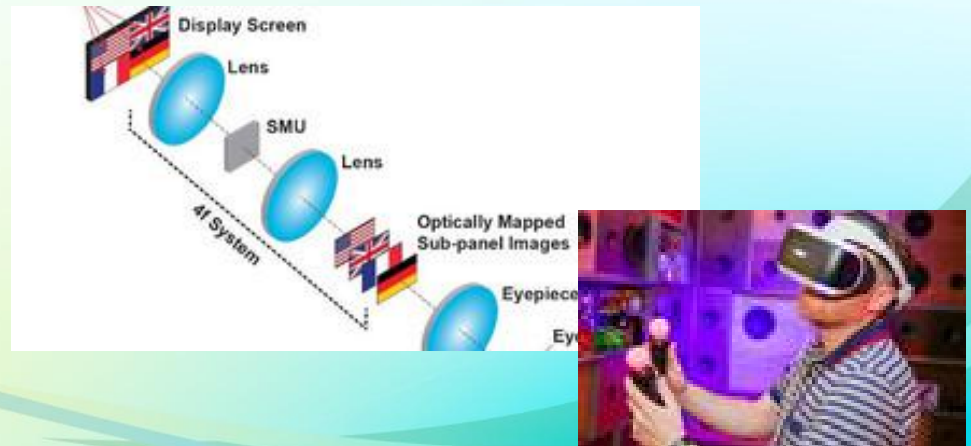 Display Screen
Lens
SMU
Lens
4f System
Optically Mapped
Sub-panel Images
Eyepiece